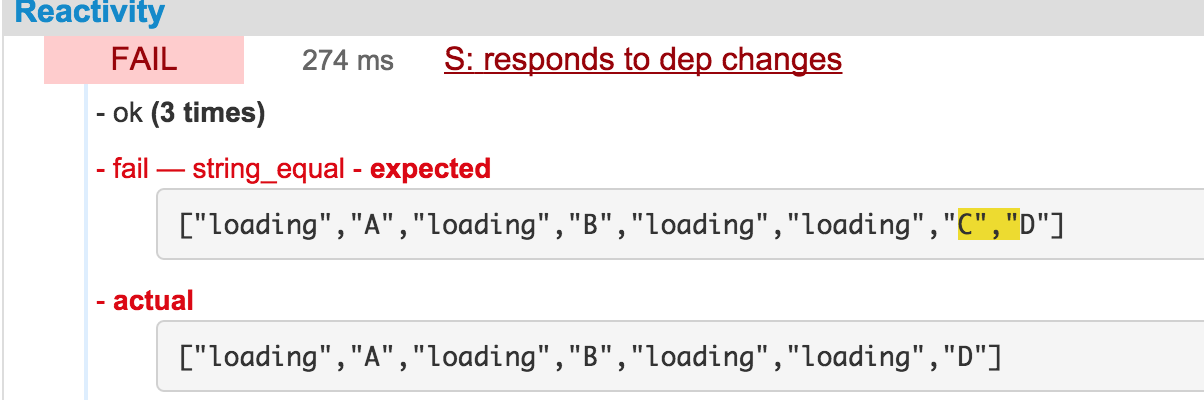 Reactivity
FAIL 274 ms S: responds to dep changes
- ok (3 times)
- fail — string_equal - expected
["loading","A","loading","B","loading","loading","C","D"]
- actual
["loading","A","loading","B","loading","loading","D"]